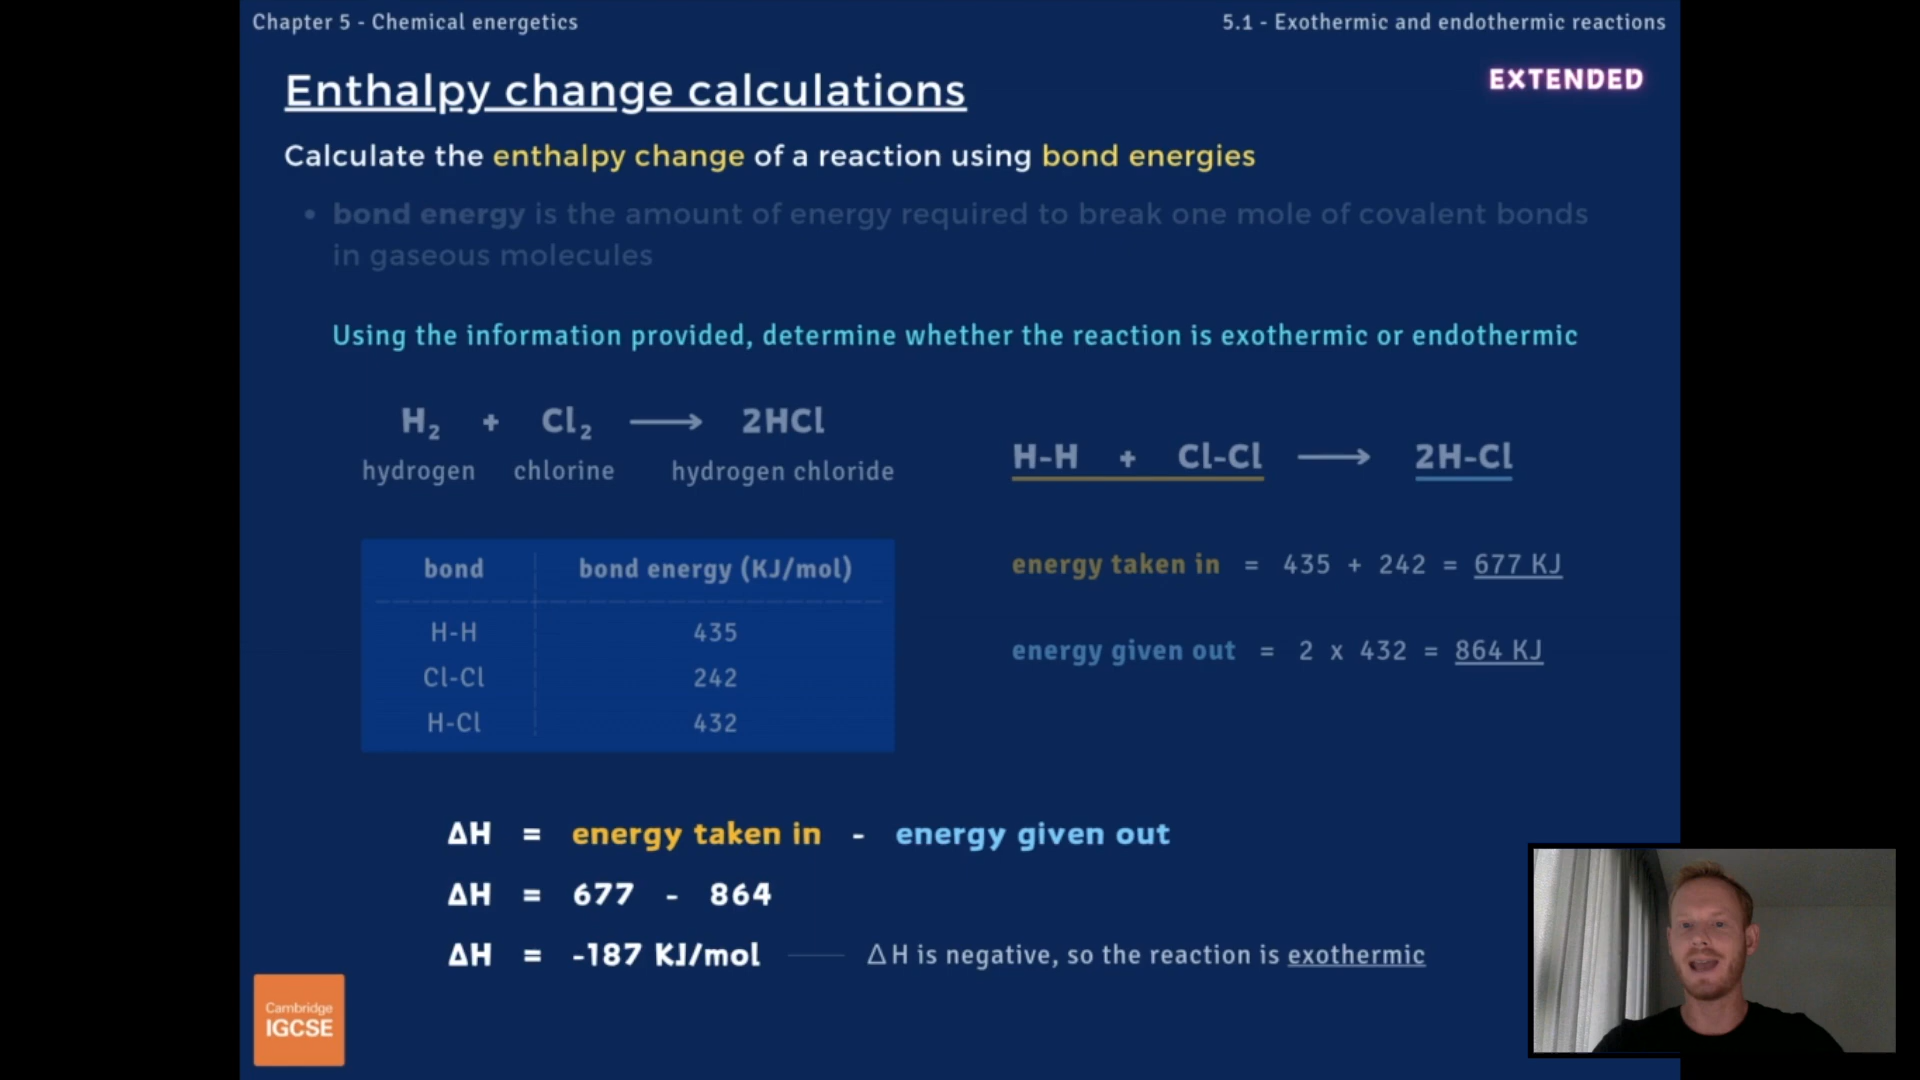 Chapter 5 - Chemical energetics
5.1 - Exothermic and endothermic reactions
Enthalpy change calculations
EXTENDED
Calculate the enthalpy change of a reaction using bond energies
• bond energy is the amount of energy required to break one mole of covalent bonds
in gaseous molecules
Using the information provided, determine whether the reaction is exothermic or endothermic
H₂ + Cl₂ ⟶ 2HCl
hydrogen chlorine hydrogen chloride
H-H + Cl-Cl ⟶ 2H-Cl
bond bond energy (KJ/mol)
H-H 435
Cl-Cl 242
H-Cl 432
energy taken in = 435 + 242 = 677 KJ
energy given out = 2 x 432 = 864 KJ
ΔH = energy taken in - energy given out
ΔH = 677 - 864
ΔH = -187 KJ/mol ΔH is negative, so the reaction is exothermic
Cambridge
IGCSE